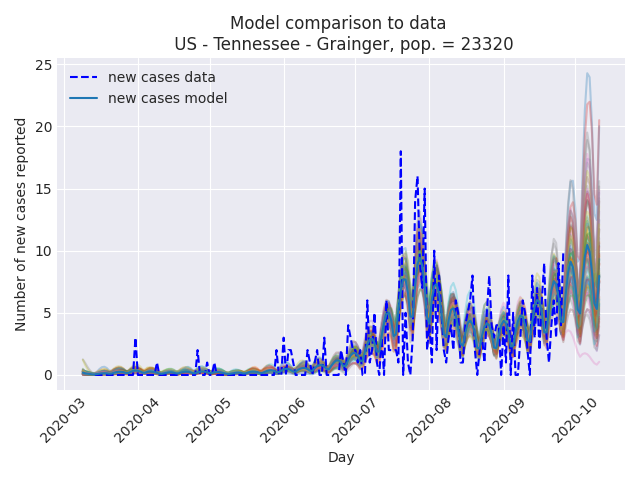 Model comparison to data
US - Tennessee - Grainger, pop. = 23320
new cases data
new cases model
Number of new cases reported
25
20
15
10
5
0
2020-03
2020-04
2020-05
2020-06
2020-07
2020-08
2020-09
2020-10
Day